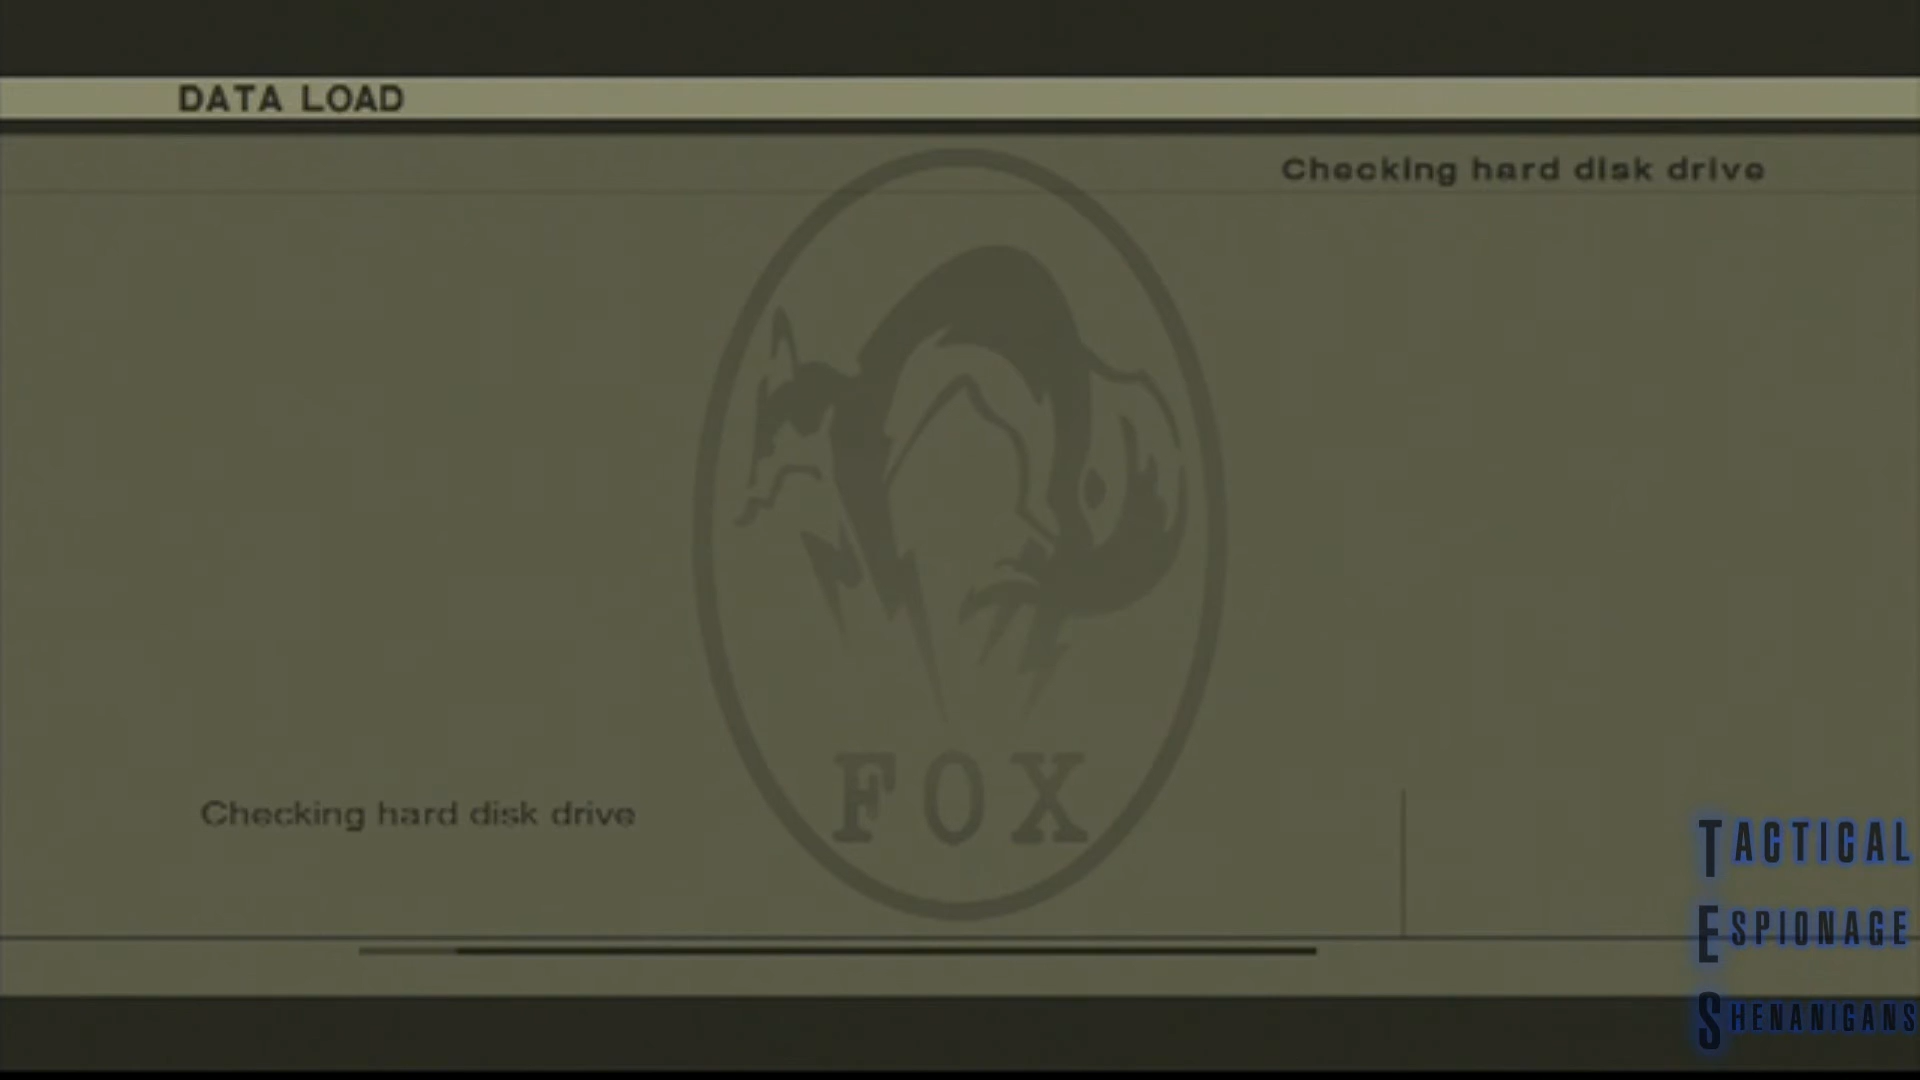 DATA LOAD
Checking hard disk drive
FOX
Checking hard disk drive
TACTICAL
ESPIONAGE
SHENANIGANS